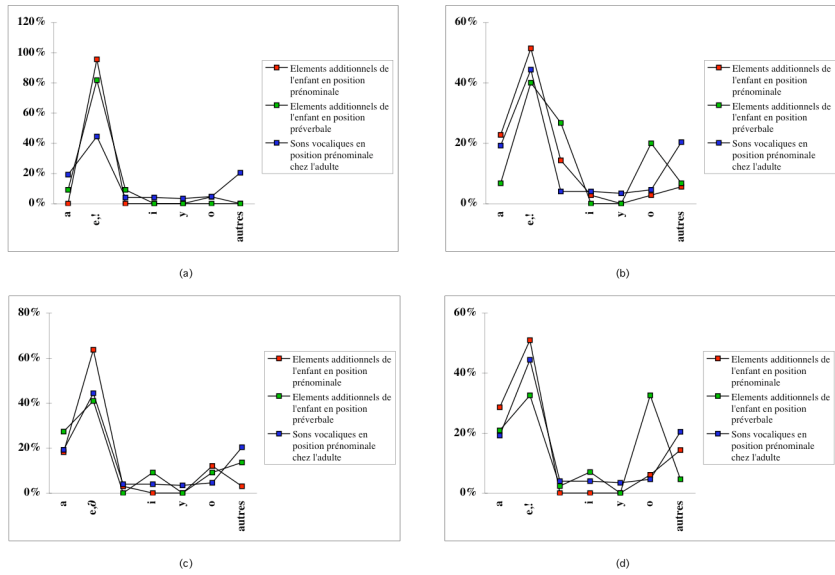 120%
100%
80%
60%
40%
20%
0%
a
e,!
i
y
o
autres
Elements additionnels de
l'enfant en position
prénominale
Elements additionnels de
l'enfant en position
préverbale
Sons vocaliques en
position prénominale
chez l'adulte
(a)
60%
40%
20%
0%
a
e,!
i
y
o
autres
Elements additionnels de
l'enfant en position
prénominale
Elements additionnels de
l'enfant en position
préverbale
Sons vocaliques en
position prénominale
chez l'adulte
(b)
80%
60%
40%
20%
0%
a
e,∂
i
y
o
autres
Elements additionnels de
l'enfant en position
prénominale
Elements additionnels de
l'enfant en position
préverbale
Sons vocaliques en
position prénominale
chez l'adulte
(c)
60%
40%
20%
0%
a
e,!
i
y
o
autres
Elements additionnels de
l'enfant en position
prénominale
Elements additionnels de
l'enfant en position
préverbale
Sons vocaliques en
position prénominale
chez l'adulte
(d)